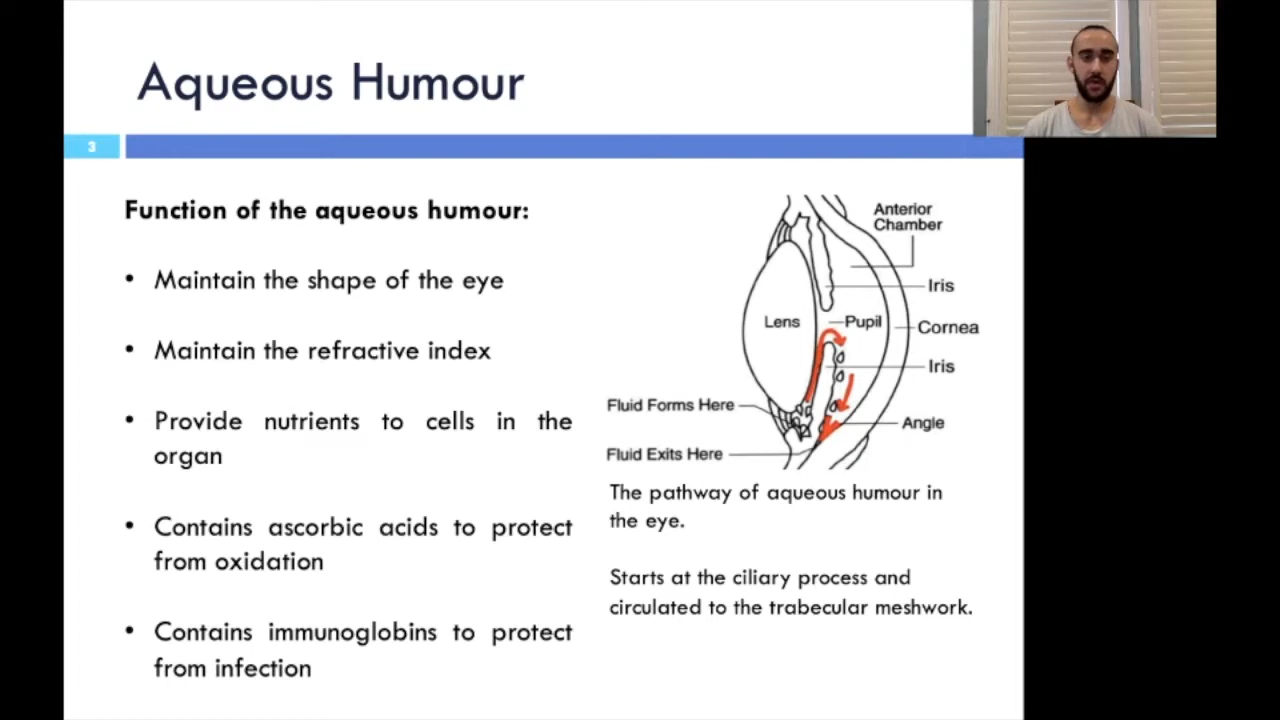 Aqueous Humour
3
Function of the aqueous humour:
• Maintain the shape of the eye
• Maintain the refractive index
• Provide nutrients to cells in the
organ
• Contains ascorbic acids to protect
from oxidation
• Contains immunoglobins to protect
from infection
Anterior
Chamber
Iris
Lens
Pupil
Cornea
Iris
Fluid Forms Here
Angle
Fluid Exits Here
The pathway of aqueous humour in
the eye.
Starts at the ciliary process and
circulated to the trabecular meshwork.